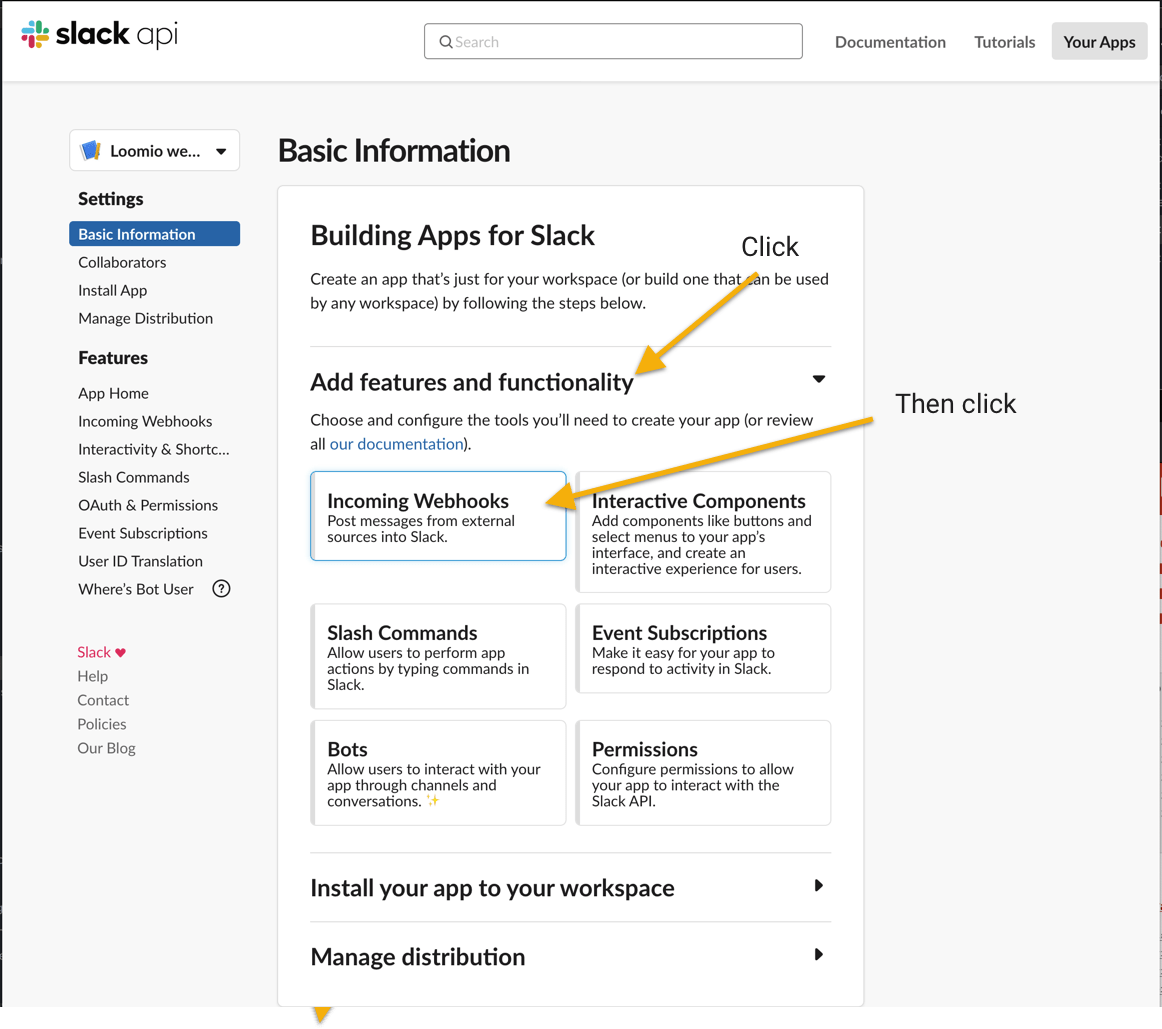 slack api
Search
Documentation
Tutorials
Your Apps
Loomio we...
Settings
Basic Information
Collaborators
Install App
Manage Distribution
Features
App Home
Incoming Webhooks
Interactivity & Shortc...
Slash Commands
OAuth & Permissions
Event Subscriptions
User ID Translation
Where's Bot User
?
Slack ♥
Help
Contact
Policies
Our Blog
Basic Information
Building Apps for Slack
Click
Create an app that's just for your workspace (or build one that can be used
by any workspace) by following the steps below.
Add features and functionality
Then click
Choose and configure the tools you'll need to create your app (or review
all our documentation).
Incoming Webhooks
Post messages from external
sources into Slack.
Interactive Components
Add components like buttons and
select menus to your app's
interface, and create an
interactive experience for users.
Slash Commands
Allow users to perform app
actions by typing commands in
Slack.
Event Subscriptions
Make it easy for your app to
respond to activity in Slack.
Bots
Allow users to interact with your
app through channels and
conversations. ✨
Permissions
Configure permissions to allow
your app to interact with the
Slack API.
Install your app to your workspace
Manage distribution